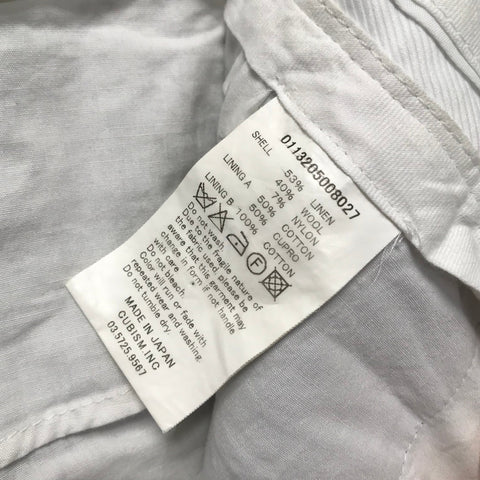 D113205008027
SHELL 53% LINEN
40% WOOL
7% NYLON
LINING A 50% COTTON
50% CUPRO
LINING B 100% COTTON
Do not wash.
Due to the fragile nature of
the fabric used, please be
aware that this garment may
change in form if not handle
with care.
Do not bleach.
Color will run or fade with
repeated wear and washing.
Do not tumble dry.
MADE IN JAPAN
CUBISM INC
03.5725.9567